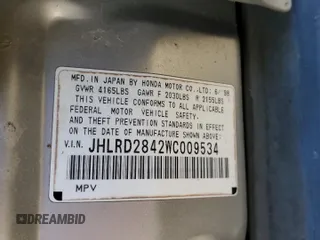 MFD. IN JAPAN BY HONDA MOTOR CO., LTD. 6/98
GVWR 4165LBS GAWR F 2030LBS R 2155LBS
THIS VEHICLE CONFORMS TO ALL APPLICABLE
FEDERAL MOTOR VEHICLE SAFETY,
AND THEFT PREVENTION STANDARDS IN EFFECT
ON THE DATE OF MANUFACTURE SHOWN ABOVE.
V.I.N. JHLRD2842WC009534
MPV
DREAMBID